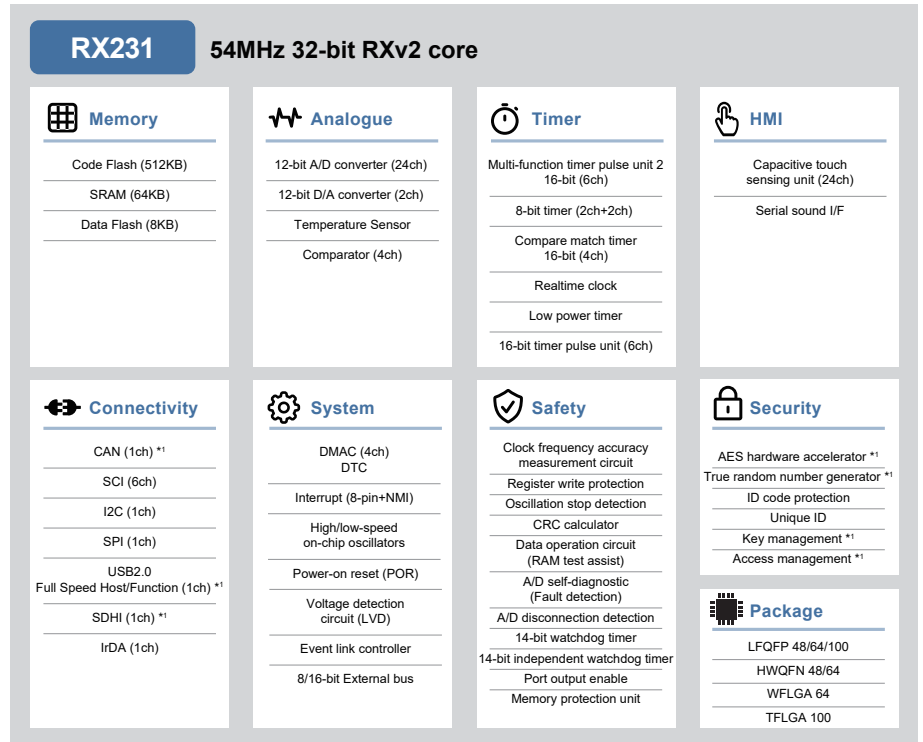 RX231
54MHz 32-bit RXv2 core
Memory
Code Flash (512KB)
SRAM (64KB)
Data Flash (8KB)
Analogue
12-bit A/D converter (24ch)
12-bit D/A converter (2ch)
Temperature Sensor
Comparator (4ch)
Timer
Multi-function timer pulse unit 2
16-bit (6ch)
8-bit timer (2ch+2ch)
Compare match timer
16-bit (4ch)
Realtime clock
Low power timer
16-bit timer pulse unit (6ch)
HMI
Capacitive touch
sensing unit (24ch)
Serial sound I/F
Connectivity
CAN (1ch) *1
SCI (6ch)
I2C (1ch)
SPI (1ch)
USB2.0
Full Speed Host/Function (1ch) *1
SDHI (1ch) *1
IrDA (1ch)
System
DMAC (4ch)
DTC
Interrupt (8-pin+NMI)
High/low-speed
on-chip oscillators
Power-on reset (POR)
Voltage detection
circuit (LVD)
Event link controller
8/16-bit External bus
Safety
Clock frequency accuracy
measurement circuit
Register write protection
Oscillation stop detection
CRC calculator
Data operation circuit
(RAM test assist)
A/D self-diagnostic
(Fault detection)
A/D disconnection detection
14-bit watchdog timer
14-bit independent watchdog timer
Port output enable
Memory protection unit
Security
AES hardware accelerator *1
True random number generator *1
ID code protection
Unique ID
Key management *1
Access management *1
Package
LFQFP 48/64/100
HWQFN 48/64
WFLGA 64
TFLGA 100